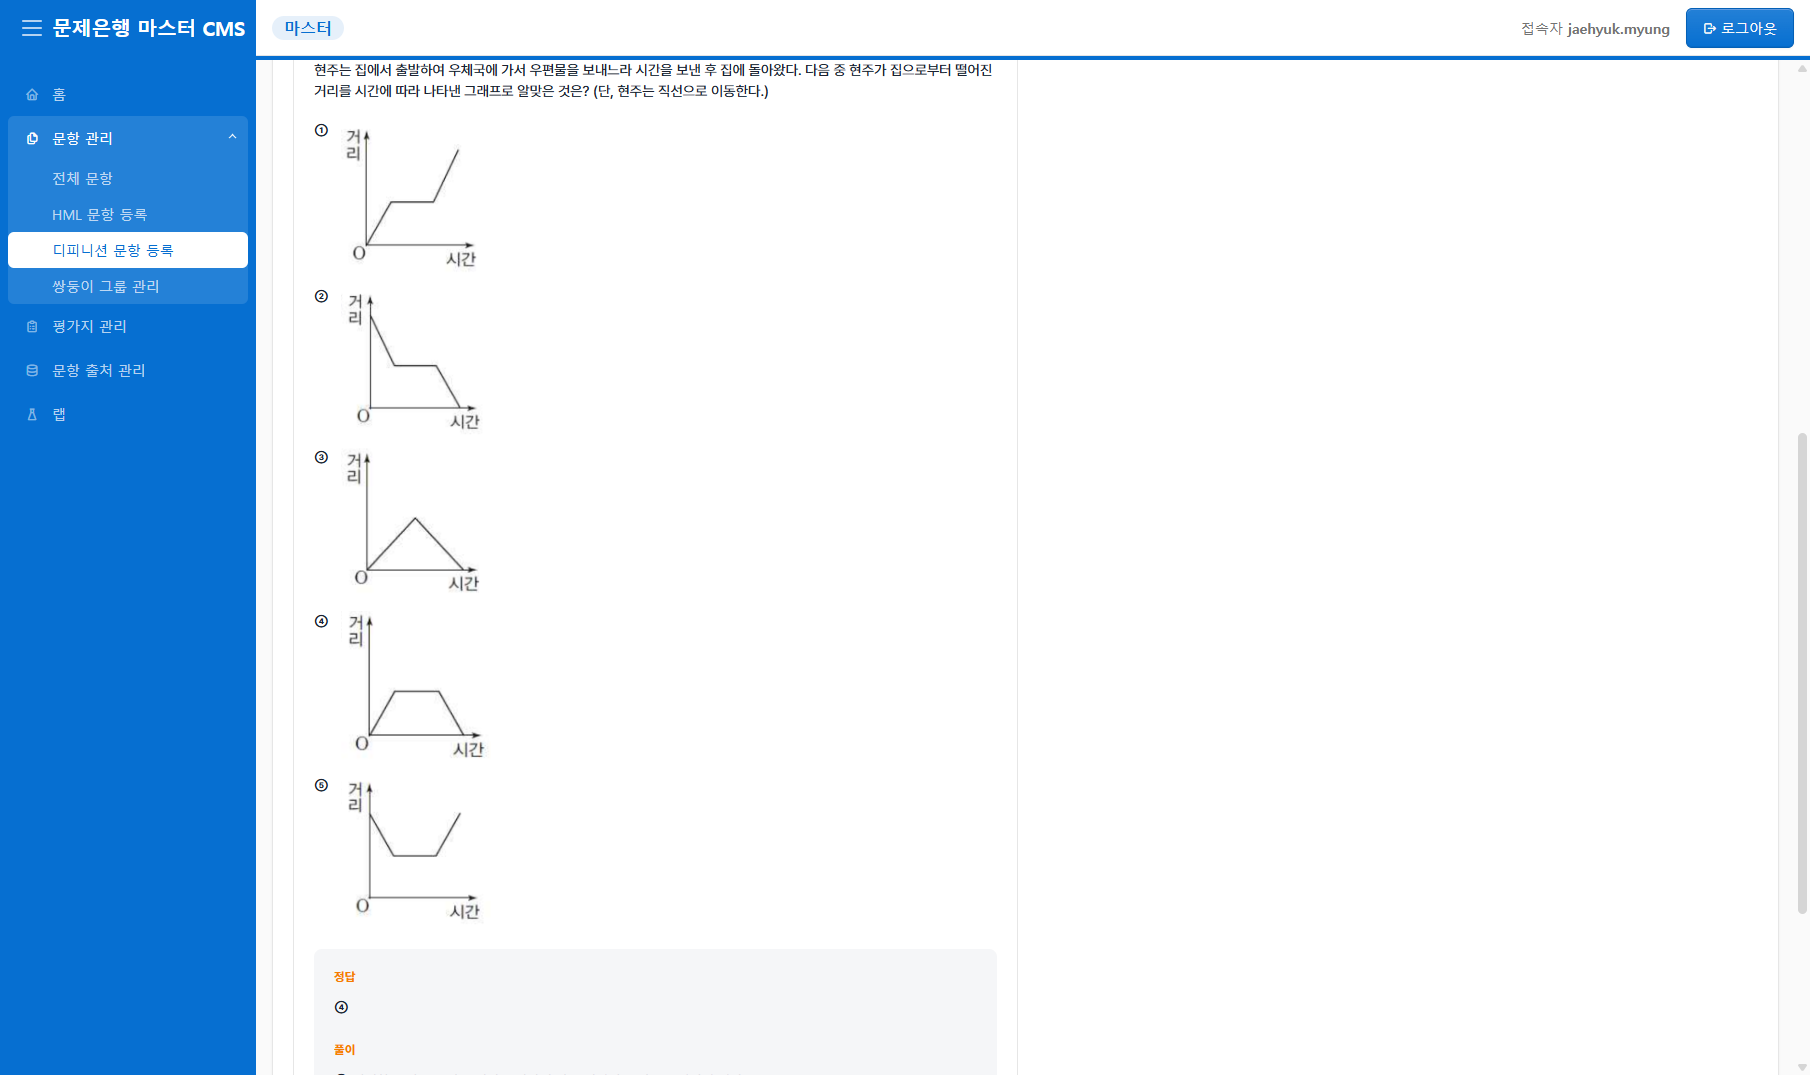 문제은행 마스터 CMS
마스터
접속자 jaehyuk.myung
로그아웃
홈
문항 관리
전체 문항
HML 문항 등록
디피니션 문항 등록
쌍둥이 그룹 관리
평가지 관리
문항 출처 관리
랩
현주는 집에서 출발하여 우체국에 가서 우편물을 보내느라 시간을 보낸 후 집에 돌아왔다. 다음 중 현주가 집으로부터 떨어진
거리를 시간에 따라 나타낸 그래프로 알맞은 것은? (단, 현주는 직선으로 이동한다.)
①
거리
O
시간
②
거리
O
시간
③
거리
O
시간
④
거리
O
시간
⑤
거리
O
시간
정답
④
풀이